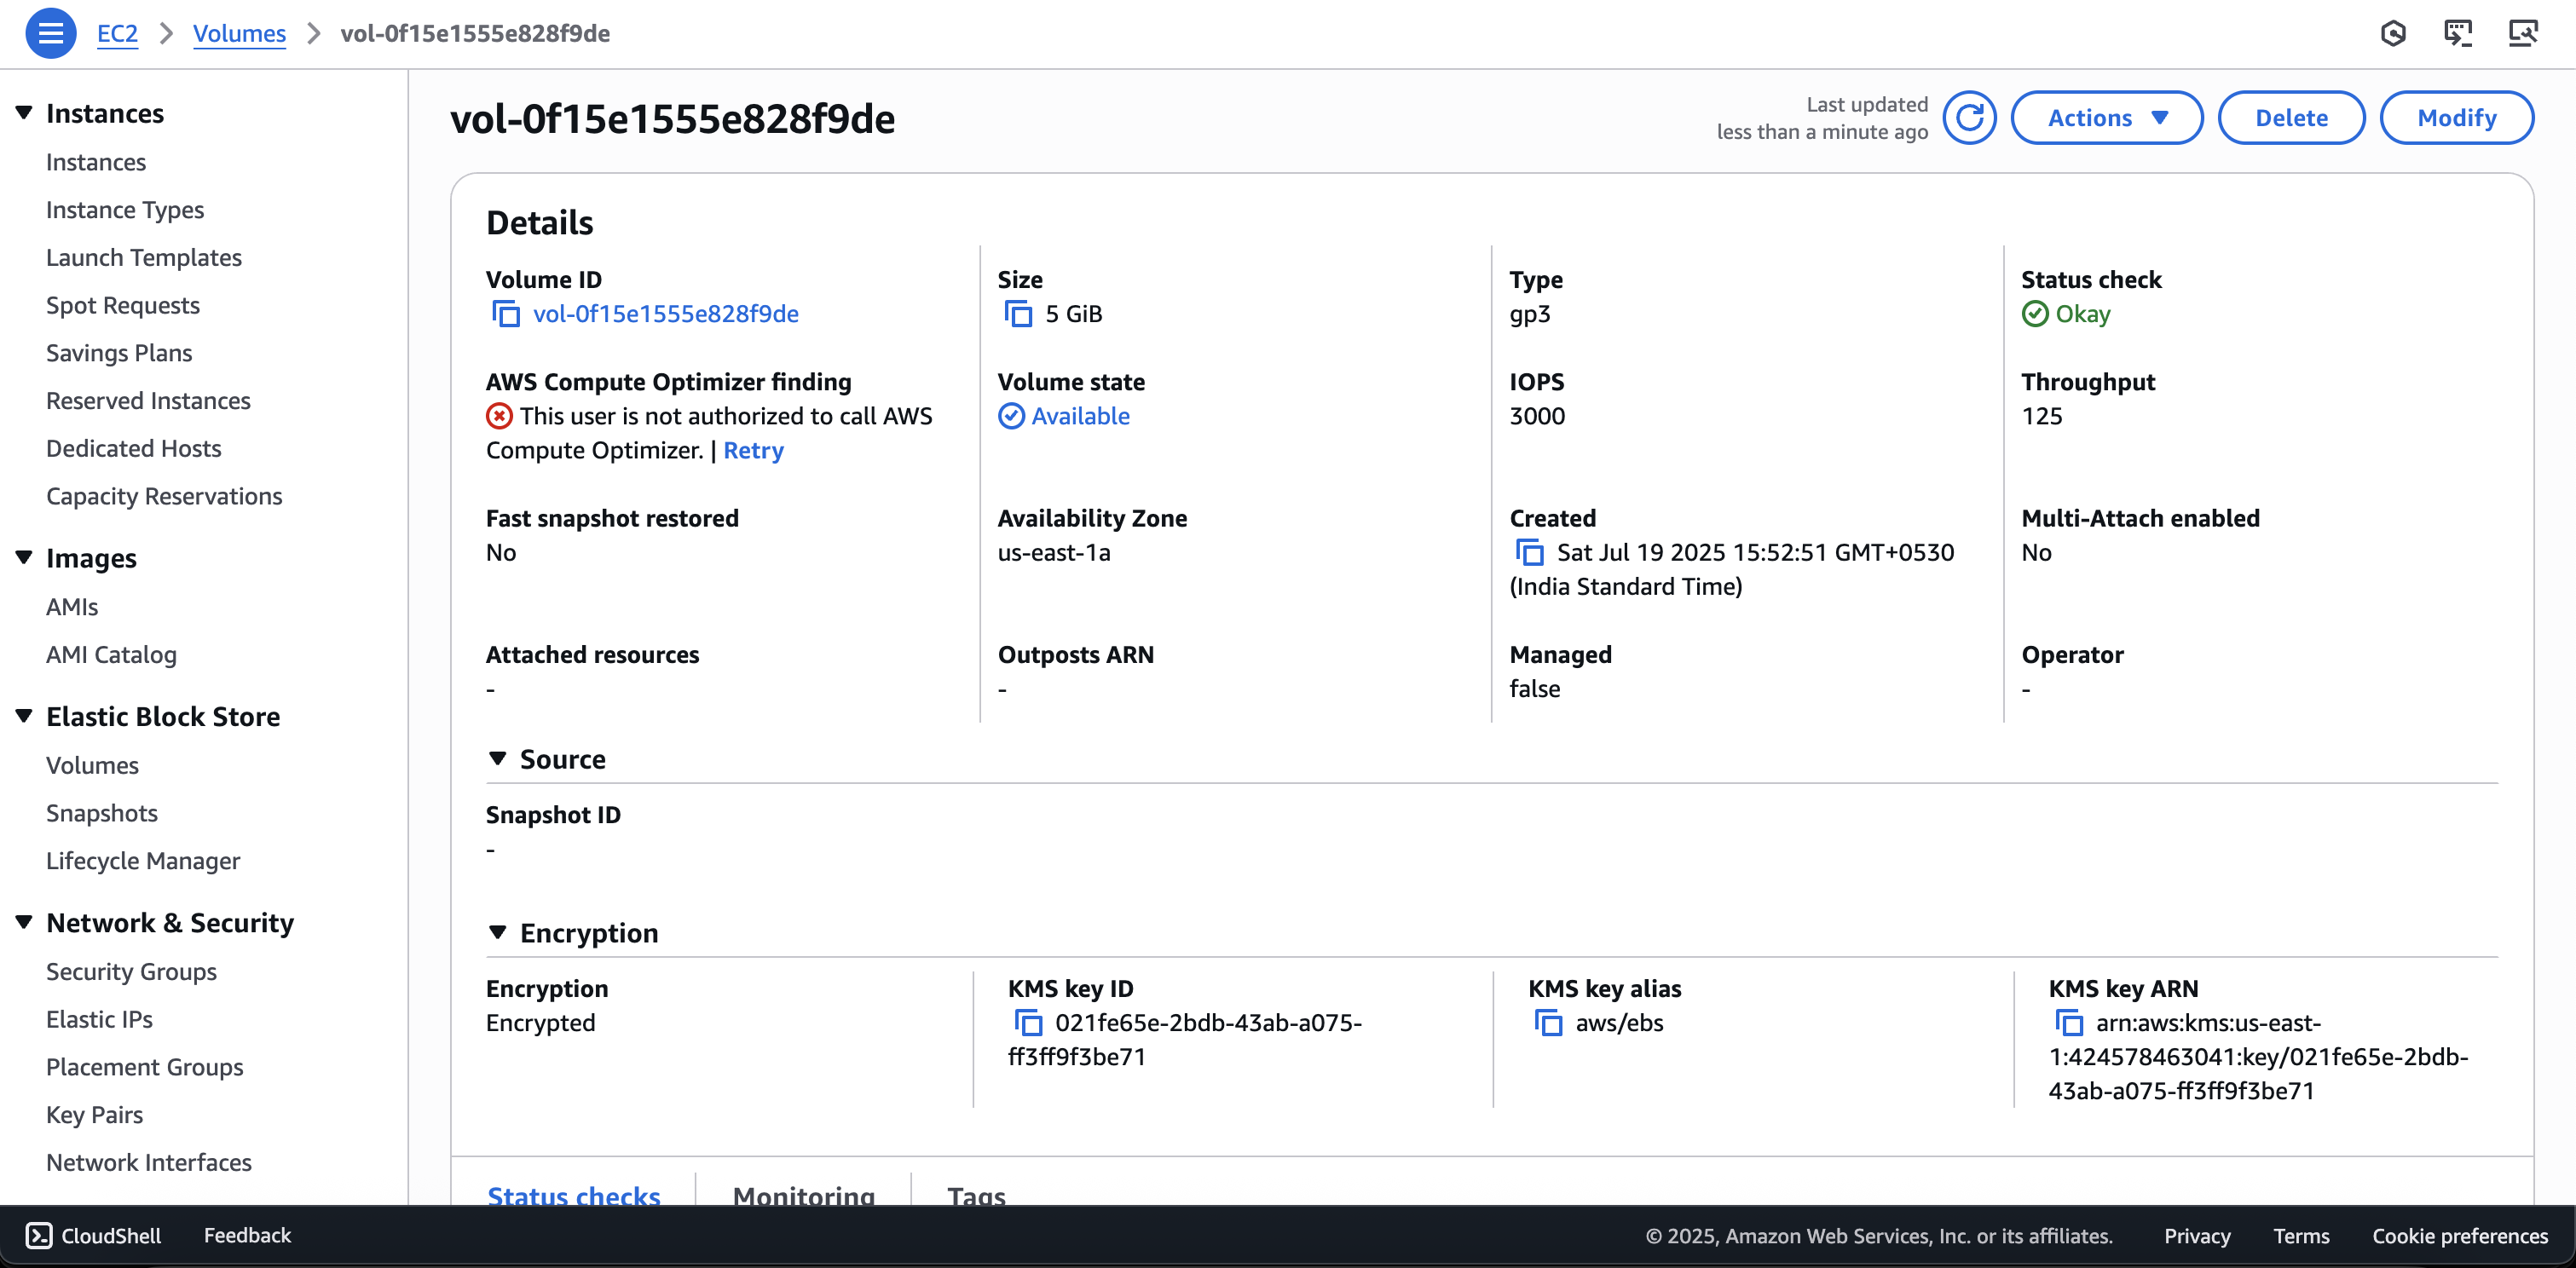 EC2 > Volumes > vol-0f15e1555e828f9de
Instances
Instances
Instance Types
Launch Templates
Spot Requests
Savings Plans
Reserved Instances
Dedicated Hosts
Capacity Reservations
Images
AMIs
AMI Catalog
Elastic Block Store
Volumes
Snapshots
Lifecycle Manager
Network & Security
Security Groups
Elastic IPs
Placement Groups
Key Pairs
Network Interfaces
vol-0f15e1555e828f9de
Last updated
less than a minute ago
Actions
Delete
Modify
Details
Volume ID
vol-0f15e1555e828f9de
Size
5 GiB
Type
gp3
Status check
Okay
AWS Compute Optimizer finding
This user is not authorized to call AWS
Compute Optimizer. | Retry
Volume state
Available
IOPS
3000
Throughput
125
Fast snapshot restored
No
Availability Zone
us-east-1a
Created
Sat Jul 19 2025 15:52:51 GMT+0530
(India Standard Time)
Multi-Attach enabled
No
Attached resources
-
Outposts ARN
-
Managed
false
Operator
-
Source
Snapshot ID
-
Encryption
Encryption
Encrypted
KMS key ID
021fe65e-2bdb-43ab-a075-
ff3ff9f3be71
KMS key alias
aws/ebs
KMS key ARN
arn:aws:kms:us-east-
1:424578463041:key/021fe65e-2bdb-
43ab-a075-ff3ff9f3be71
Status checks
Monitoring
Tags
CloudShell
Feedback
© 2025, Amazon Web Services, Inc. or its affiliates.
Privacy
Terms
Cookie preferences